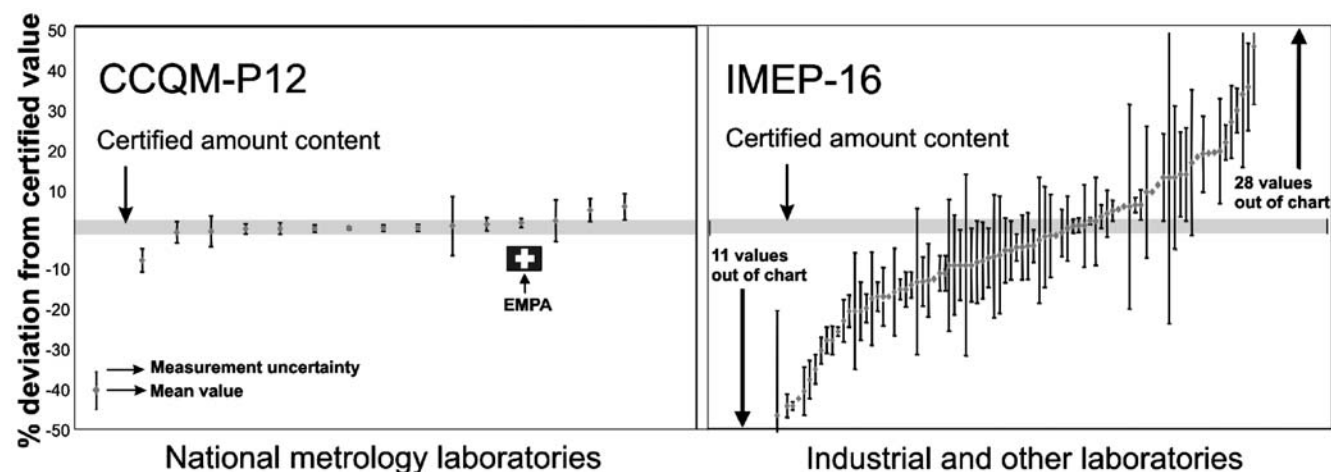 % deviation from certified value
50
40
30
20
10
0
-10
-20
-30
-40
-50
CCQM-P12
Certified amount content
EMPA
Measurement uncertainty
Mean value
National metrology laboratories
IMEP-16
Certified amount content
11 values
out of chart
28 values
out of chart
Industrial and other laboratories